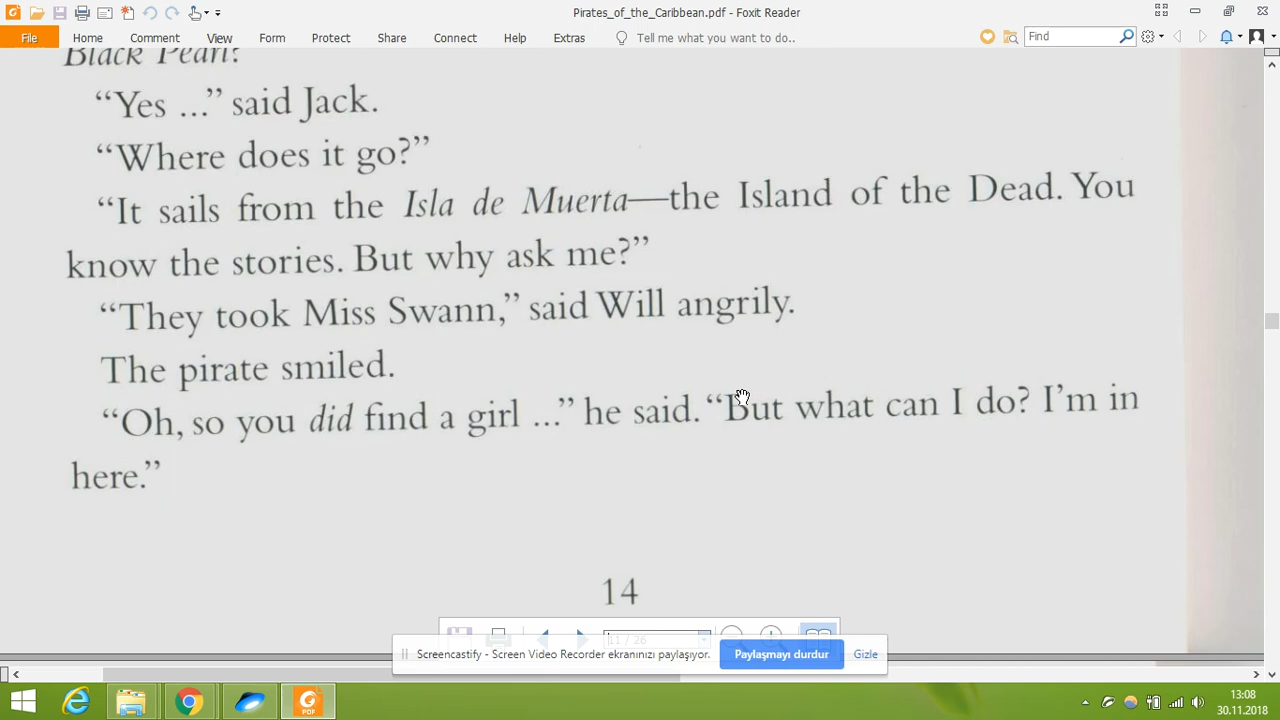 Pirates_of_the_Caribbean.pdf - Foxit Reader
File Home Comment View Form Protect Share Connect Help Extras Tell me what you want to do.. Find
Black Pearl?
“Yes ...” said Jack.
“Where does it go?”
“It sails from the Isla de Muerta—the Island of the Dead. You
know the stories. But why ask me?”
“They took Miss Swann,” said Will angrily.
The pirate smiled.
“Oh, so you did find a girl ...” he said. “But what can I do? I’m in
here.”
14
11 / 26
Screencastify - Screen Video Recorder ekranınızı paylaşıyor. Paylaşmayı durdur Gizle
PDF
13:08
30.11.2018